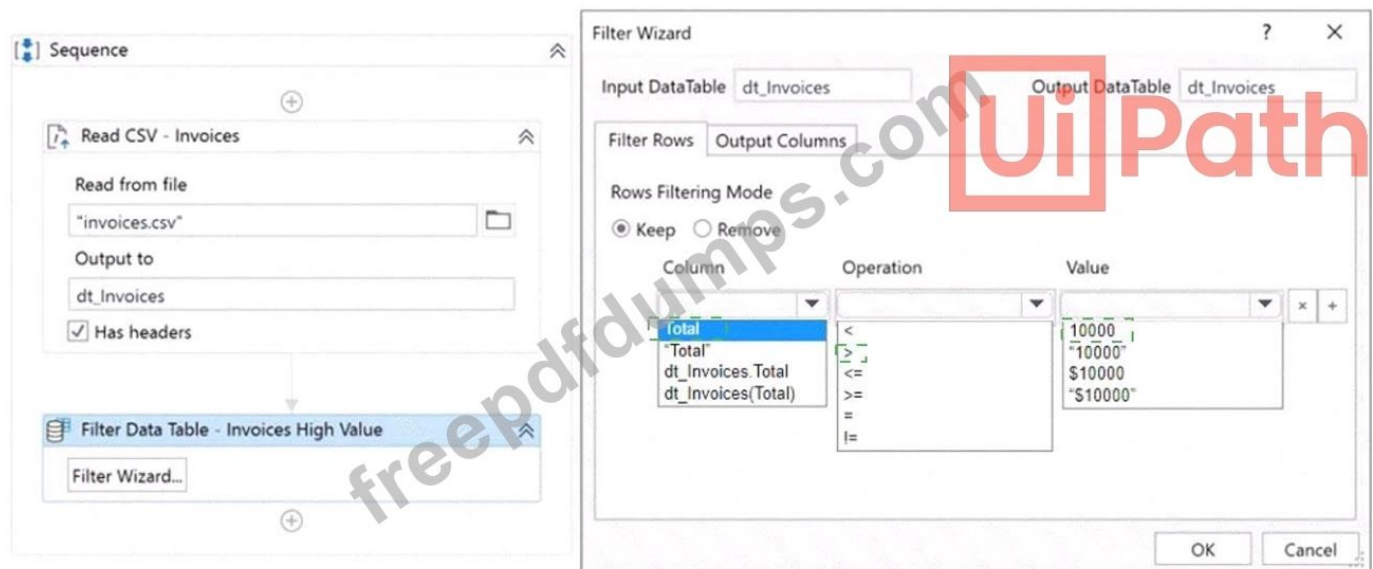 Sequence
Read CSV - Invoices
Read from file
"invoices.csv"
Output to
dt_Invoices
Has headers
Filter Data Table - Invoices High Value
Filter Wizard...
Filter Wizard
? ×
Input DataTable dt_Invoices Output DataTable dt_Invoices
Filter Rows Output Columns
Rows Filtering Mode
Keep Remove
Column Operation Value
× +
Total < 10000
"Total" > "10000"
dt_Invoices.Total <= $10000
dt_Invoices(Total) >= "$10000"
=
!=
OK Cancel
UiPath
freepdfdumps.com